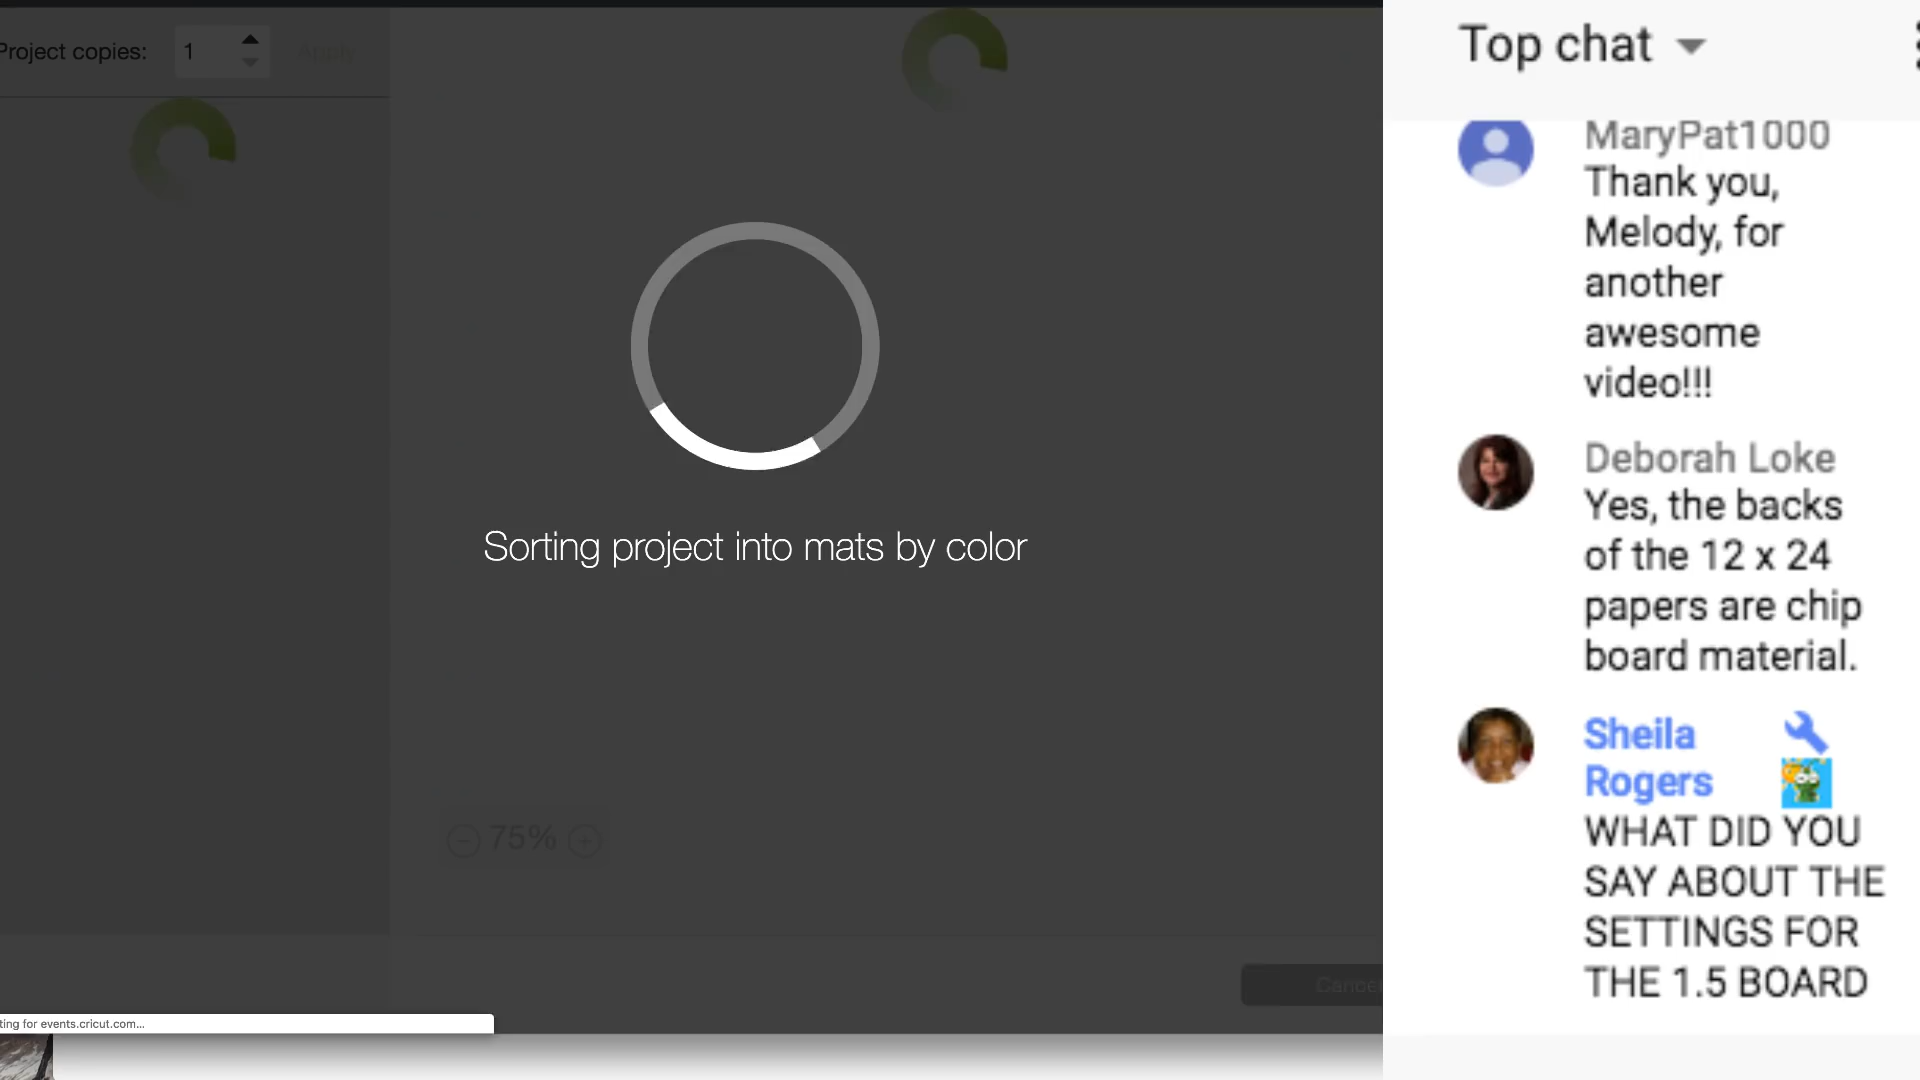 Project copies: 1 Apply
Sorting project into mats by color
75%
Cancel
ting for events.cricut.com...
Top chat
MaryPat1000
Thank you,
Melody, for
another
awesome
video!!!
Deborah Loke
Yes, the backs
of the 12 x 24
papers are chip
board material.
Sheila
Rogers
WHAT DID YOU
SAY ABOUT THE
SETTINGS FOR
THE 1.5 BOARD